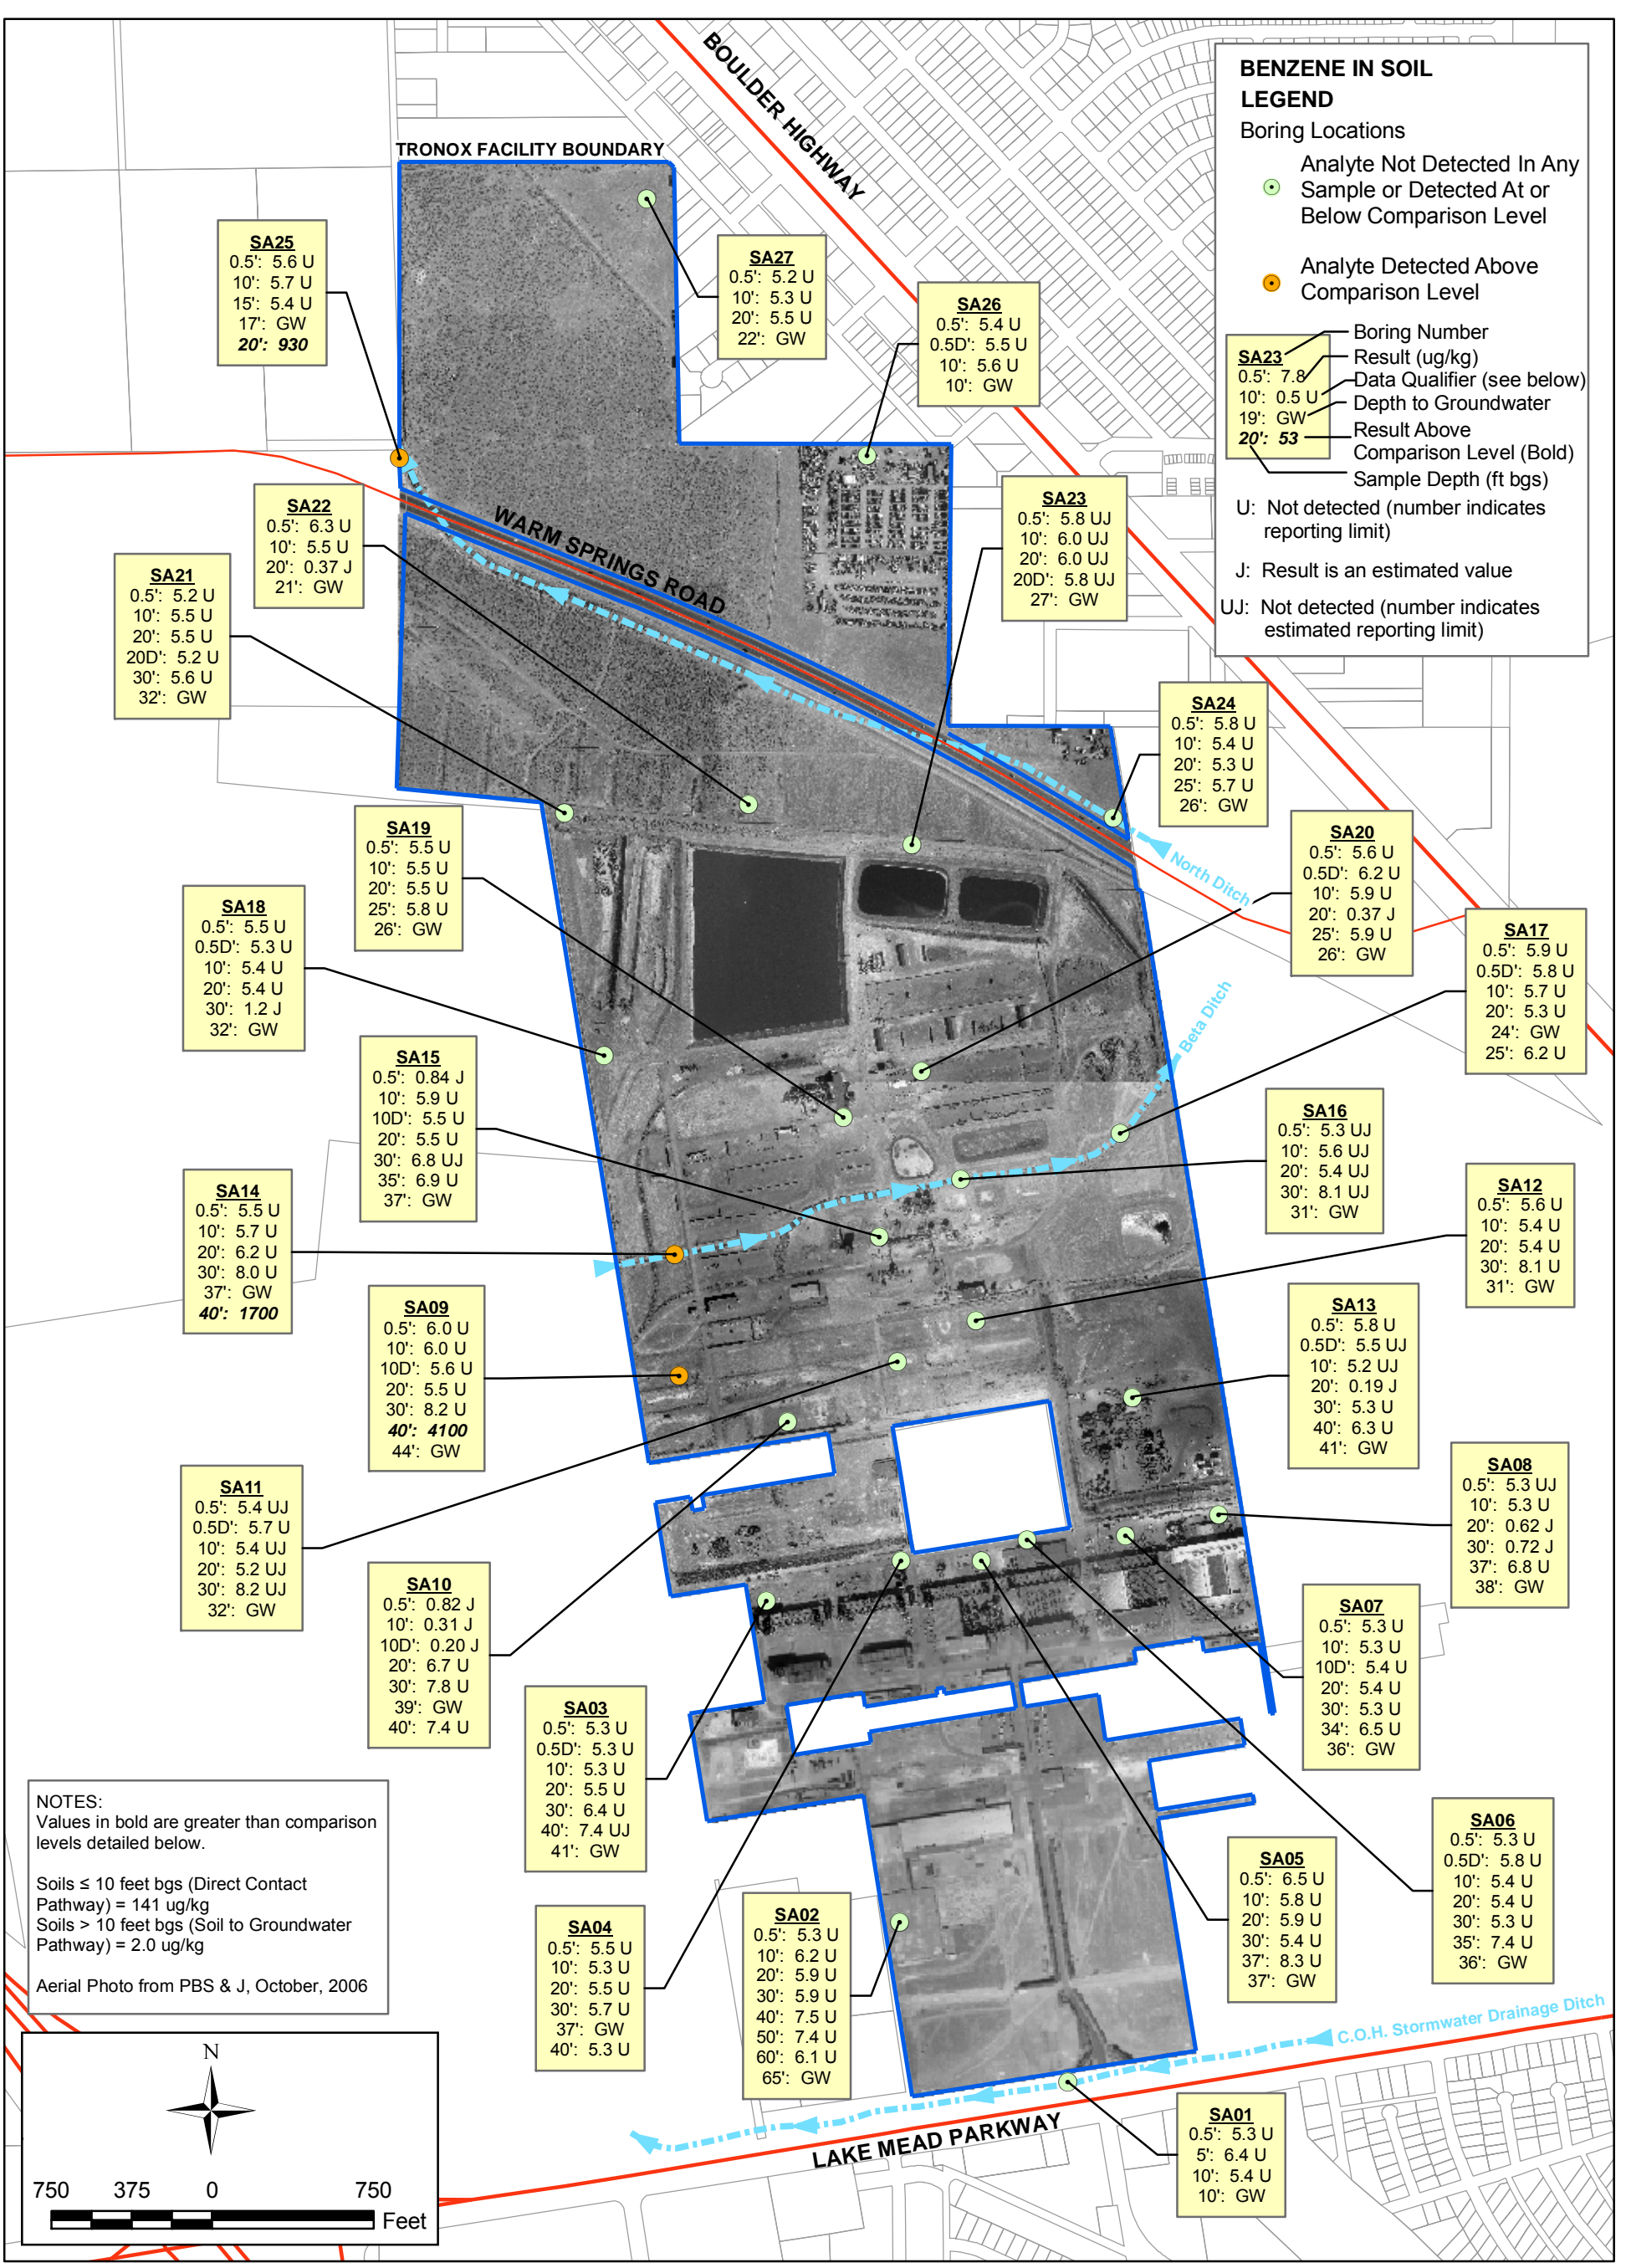 BENZENE IN SOIL
LEGEND
Boring Locations
Analyte Not Detected In Any
Sample or Detected At or
Below Comparison Level
Analyte Detected Above
Comparison Level
SA23
0.5': 7.8
10': 0.5 U
19': GW
20': 53
Boring Number
Result (ug/kg)
Data Qualifier (see below)
Depth to Groundwater
Result Above
Comparison Level (Bold)
Sample Depth (ft bgs)
U: Not detected (number indicates
reporting limit)
J: Result is an estimated value
UJ: Not detected (number indicates
estimated reporting limit)
BOULDER HIGHWAY
TRONOX FACILITY BOUNDARY
SA25
0.5': 5.6 U
10': 5.7 U
15': 5.4 U
17': GW
20': 930
SA27
0.5': 5.2 U
10': 5.3 U
20': 5.5 U
22': GW
SA26
0.5': 5.4 U
0.5D': 5.5 U
10': 5.6 U
10': GW
SA22
0.5': 6.3 U
10': 5.5 U
20': 0.37 J
21': GW
WARM SPRINGS ROAD
SA23
0.5': 5.8 UJ
10': 6.0 UJ
20': 6.0 UJ
20D': 5.8 UJ
27': GW
SA21
0.5': 5.2 U
10': 5.5 U
20': 5.5 U
20D': 5.2 U
30': 5.6 U
32': GW
SA24
0.5': 5.8 U
10': 5.4 U
20': 5.3 U
25': 5.7 U
26': GW
North Ditch
SA19
0.5': 5.5 U
10': 5.5 U
20': 5.5 U
25': 5.8 U
26': GW
SA20
0.5': 5.6 U
0.5D': 6.2 U
10': 5.9 U
20': 0.37 J
25': 5.9 U
26': GW
SA18
0.5': 5.5 U
0.5D': 5.3 U
10': 5.4 U
20': 5.4 U
30': 1.2 J
32': GW
SA17
0.5': 5.9 U
0.5D': 5.8 U
10': 5.7 U
20': 5.3 U
24': GW
25': 6.2 U
Beta Ditch
SA15
0.5': 0.84 J
10': 5.9 U
10D': 5.5 U
20': 5.5 U
30': 6.8 UJ
35': 6.9 U
37': GW
SA16
0.5': 5.3 UJ
10': 5.6 UJ
20': 5.4 UJ
30': 8.1 UJ
31': GW
SA14
0.5': 5.5 U
10': 5.7 U
20': 6.2 U
30': 8.0 U
37': GW
40': 1700
SA12
0.5': 5.6 U
10': 5.4 U
20': 5.4 U
30': 8.1 U
31': GW
SA09
0.5': 6.0 U
10': 6.0 U
10D': 5.6 U
20': 5.5 U
30': 8.2 U
40': 4100
44': GW
SA13
0.5': 5.8 U
0.5D': 5.5 UJ
10': 5.2 UJ
20': 0.19 J
30': 5.3 U
40': 6.3 U
41': GW
SA11
0.5': 5.4 UJ
0.5D': 5.7 U
10': 5.4 UJ
20': 5.2 UJ
30': 8.2 UJ
32': GW
SA08
0.5': 5.3 UJ
10': 5.3 U
20': 0.62 J
30': 0.72 J
37': 6.8 U
38': GW
SA10
0.5': 0.82 J
10': 0.31 J
10D': 0.20 J
20': 6.7 U
30': 7.8 U
39': GW
40': 7.4 U
SA07
0.5': 5.3 U
10': 5.3 U
10D': 5.4 U
20': 5.4 U
30': 5.3 U
34': 6.5 U
36': GW
SA03
0.5': 5.3 U
0.5D': 5.3 U
10': 5.3 U
20': 5.5 U
30': 6.4 U
40': 7.4 UJ
41': GW
SA06
0.5': 5.3 U
0.5D': 5.8 U
10': 5.4 U
20': 5.4 U
30': 5.3 U
35': 7.4 U
36': GW
SA05
0.5': 6.5 U
10': 5.8 U
20': 5.9 U
30': 5.4 U
37': 8.3 U
37': GW
SA04
0.5': 5.5 U
10': 5.3 U
20': 5.5 U
30': 5.7 U
37': GW
40': 5.3 U
SA02
0.5': 5.3 U
10': 6.2 U
20': 5.9 U
30': 5.9 U
40': 7.5 U
50': 7.4 U
60': 6.1 U
65': GW
NOTES:
Values in bold are greater than comparison
levels detailed below.
Soils ≤ 10 feet bgs (Direct Contact
Pathway) = 141 ug/kg
Soils > 10 feet bgs (Soil to Groundwater
Pathway) = 2.0 ug/kg
Aerial Photo from PBS & J, October, 2006
C.O.H. Stormwater Drainage Ditch
LAKE MEAD PARKWAY
SA01
0.5': 5.3 U
5': 6.4 U
10': 5.4 U
10': GW
N
750 375 0 750
Feet